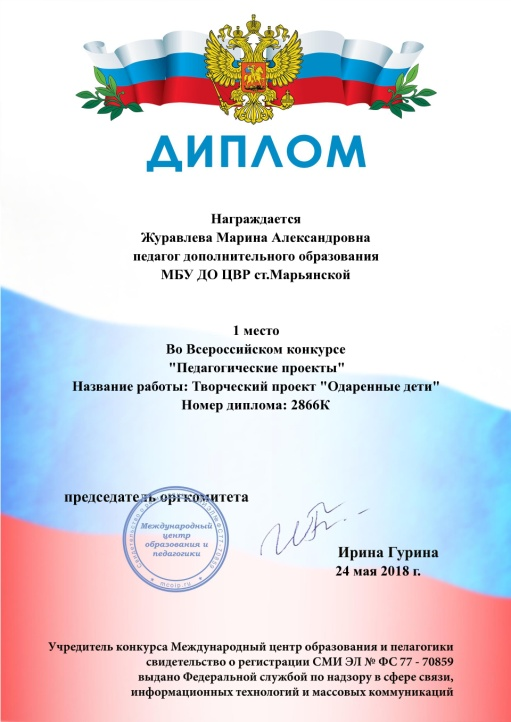 ДИПЛОМ
Награждается
Журавлева Марина Александровна
педагог дополнительного образования
МБУ ДО ЦВР ст.Марьянской
1 место
Во Всероссийском конкурсе
"Педагогические проекты"
Название работы: Творческий проект "Одаренные дети"
Номер диплома: 2866К
председатель оргкомитета
Международный
центр
образования и
педагогики
mcoip.ru
Ирина Гурина
24 мая 2018 г.
Учредитель конкурса Международный центр образования и педагогики
свидетельство о регистрации СМИ ЭЛ № ФС 77 - 70859
выдано Федеральной службой по надзору в сфере связи,
информационных технологий и массовых коммуникаций